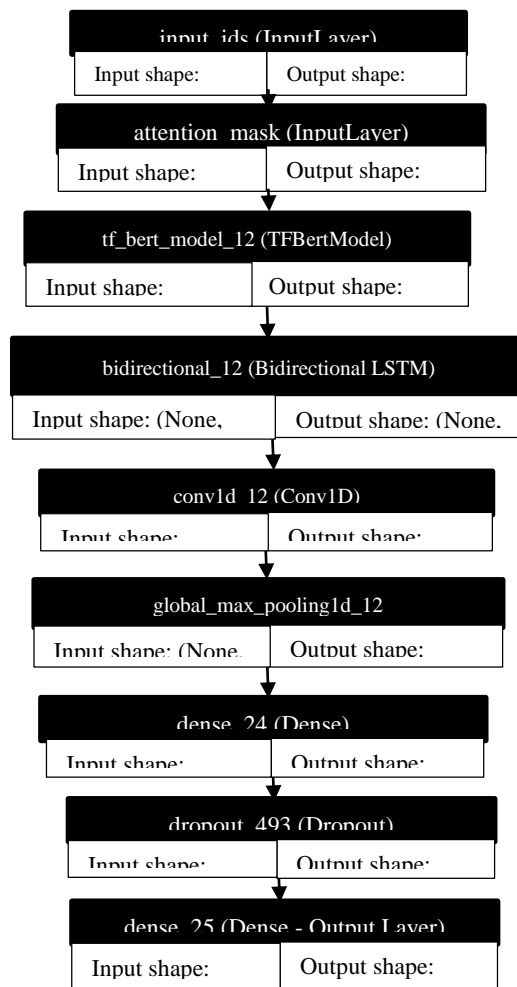 input_ids (InputLayer)
Input shape: Output shape:
attention_mask (InputLayer)
Input shape: Output shape:
tf_bert_model_12 (TFBertModel)
Input shape: Output shape:
bidirectional_12 (Bidirectional LSTM)
Input shape: (None, Output shape: (None,
conv1d_12 (Conv1D)
Input shape: Output shape:
global_max_pooling1d_12
Input shape: (None, Output shape:
dense_24 (Dense)
Input shape: Output shape:
dropout_493 (Dropout)
Input shape: Output shape:
dense_25 (Dense - Output Layer)
Input shape: Output shape: